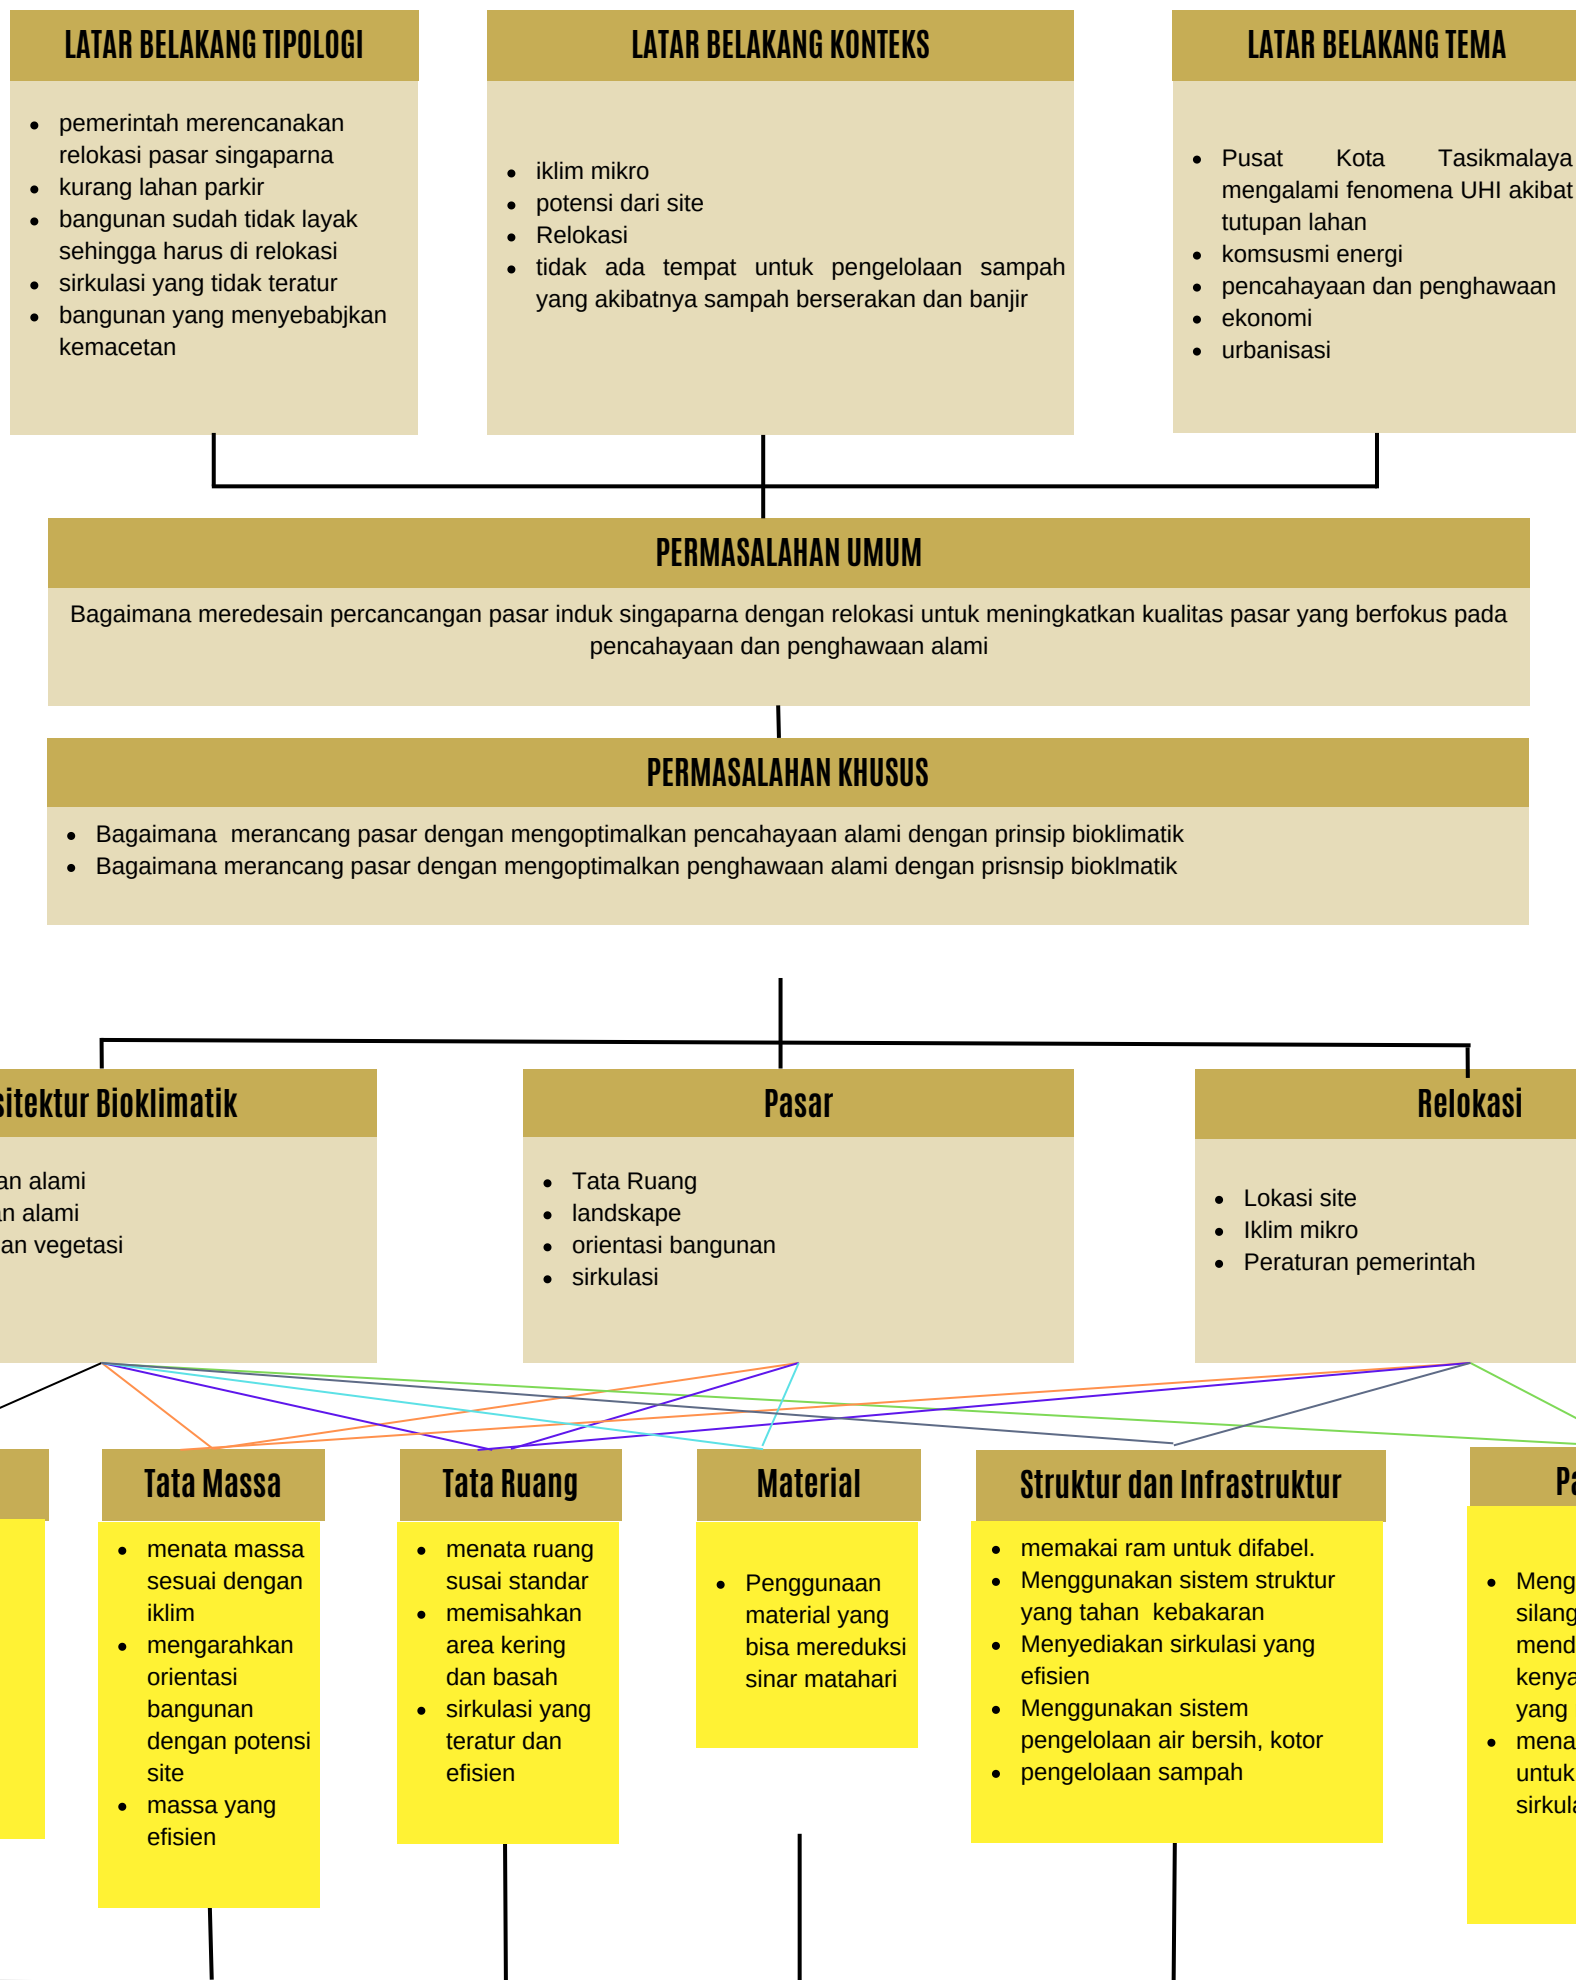 LATAR BELAKANG TIPOLOGI
pemerintah merencanakan
relokasi pasar singaparna
kurang lahan parkir
bangunan sudah tidak layak
sehingga harus di relokasi
sirkulasi yang tidak teratur
bangunan yang menyebabjkan
kemacetan
LATAR BELAKANG KONTEKS
iklim mikro
potensi dari site
Relokasi
tidak ada tempat untuk pengelolaan sampah
yang akibatnya sampah berserakan dan banjir
LATAR BELAKANG TEMA
Pusat Kota Tasikmalaya
mengalami fenomena UHI akibat
tutupan lahan
komsusmi energi
pencahayaan dan penghawaan
ekonomi
urbanisasi
PERMASALAHAN UMUM
Bagaimana meredesain percancangan pasar induk singaparna dengan relokasi untuk meningkatkan kualitas pasar yang berfokus pada
pencahayaan dan penghawaan alami
PERMASALAHAN KHUSUS
Bagaimana merancang pasar dengan mengoptimalkan pencahayaan alami dengan prinsip bioklimatik
Bagaimana merancang pasar dengan mengoptimalkan penghawaan alami dengan prisnsip bioklmatik
sitektur Bioklimatik
an alami
an alami
an vegetasi
Pasar
Tata Ruang
landskape
orientasi bangunan
sirkulasi
Relokasi
Lokasi site
Iklim mikro
Peraturan pemerintah
Tata Massa
menata massa
sesuai dengan
iklim
mengarahkan
orientasi
bangunan
dengan potensi
site
massa yang
efisien
Tata Ruang
menata ruang
susai standar
memisahkan
area kering
dan basah
sirkulasi yang
teratur dan
efisien
Material
Penggunaan
material yang
bisa mereduksi
sinar matahari
Struktur dan Infrastruktur
memakai ram untuk difabel.
Menggunakan sistem struktur
yang tahan kebakaran
Menyediakan sirkulasi yang
efisien
Menggunakan sistem
pengelolaan air bersih, kotor
pengelolaan sampah
Pa
Meng
silang
mend
kenya
yang
mena
untuk
sirkula